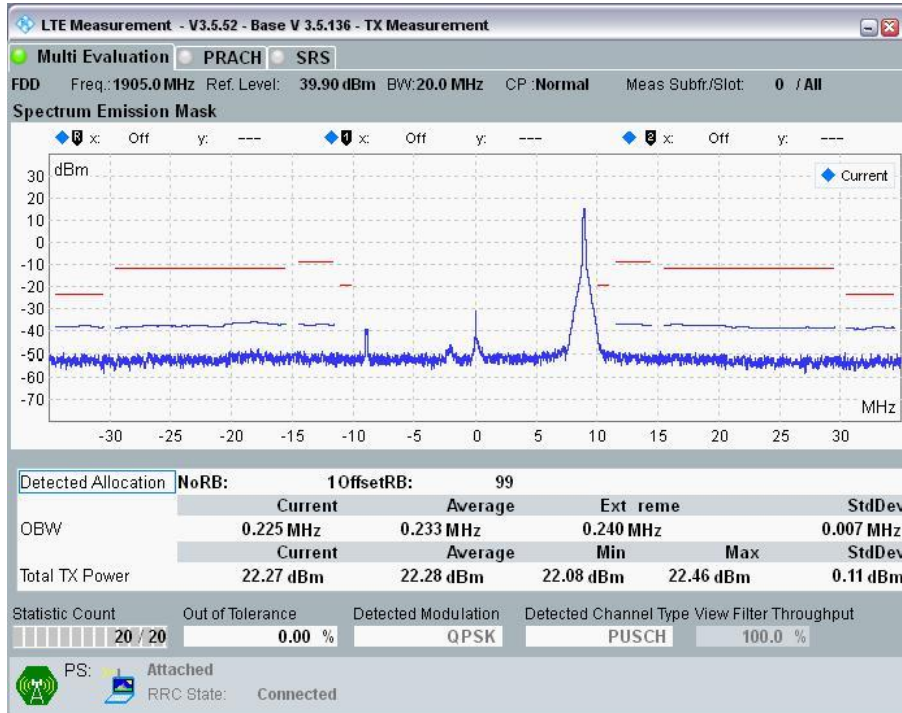 LTE Measurement - V3.5.52 - Base V 3.5.136 - TX Measurement
Multi Evaluation PRACH SRS
FDD Freq.: 1905.0 MHz Ref. Level: 39.90 dBm BW: 20.0 MHz CP : Normal Meas Subfr./Slot: 0 / All
Spectrum Emission Mask
R x: Off y: --- 1 x: Off y: --- 2 x: Off y: ---
dBm
Current
30
20
10
0
-10
-20
-30
-40
-50
-60
-70
MHz
-30 -25 -20 -15 -10 -5 0 5 10 15 20 25 30
Detected Allocation NoRB: 1 OffsetRB: 99
Current Average Ext reme StdDev
OBW 0.225 MHz 0.233 MHz 0.240 MHz 0.007 MHz
Current Average Min Max StdDev
Total TX Power 22.27 dBm 22.28 dBm 22.08 dBm 22.46 dBm 0.11 dBm
Statistic Count Out of Tolerance Detected Modulation Detected Channel Type View Filter Throughput
20 / 20 0.00 % QPSK PUSCH 100.0 %
PS: Attached
RRC State: Connected